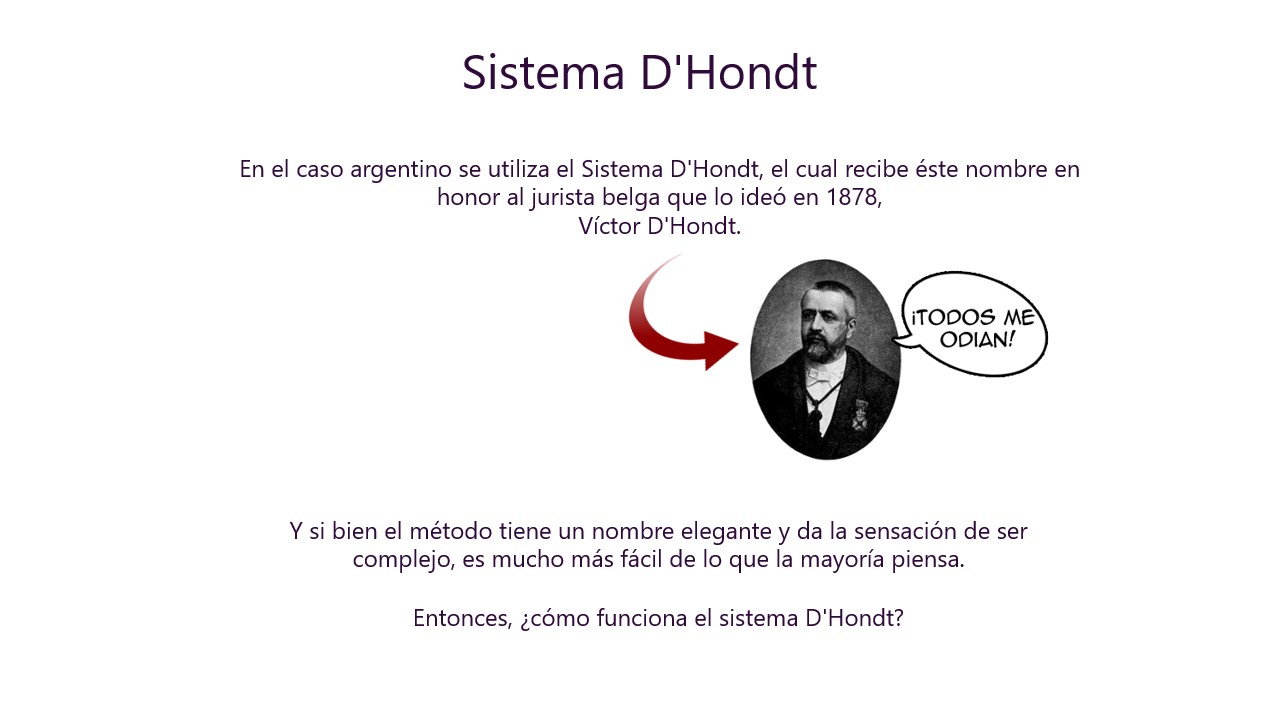 Sistema D'Hondt
En el caso argentino se utiliza el Sistema D'Hondt, el cual recibe éste nombre en
honor al jurista belga que lo ideó en 1878,
Víctor D'Hondt.
¡TODOS ME
ODIAN!
Y si bien el método tiene un nombre elegante y da la sensación de ser
complejo, es mucho más fácil de lo que la mayoría piensa.
Entonces, ¿cómo funciona el sistema D'Hondt?